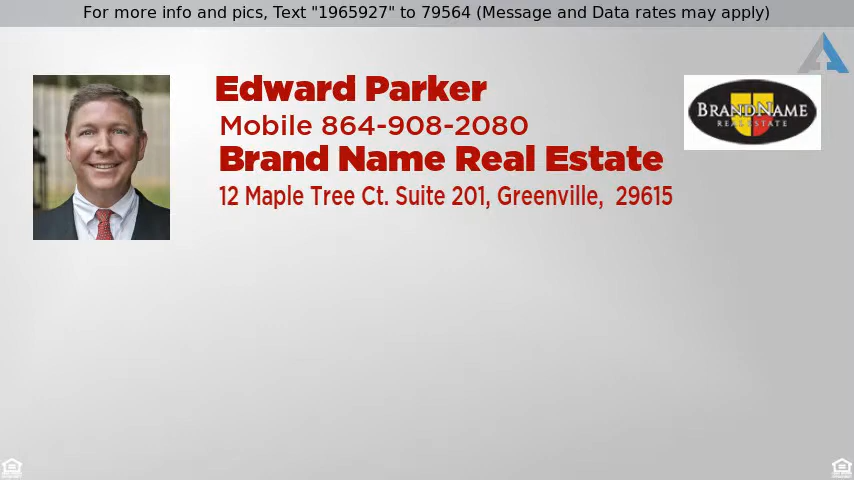 For more info and pics, Text "1965927" to 79564 (Message and Data rates may apply)
Edward Parker
Mobile 864-908-2080
Brand Name Real Estate
12 Maple Tree Ct. Suite 201, Greenville,  29615
BRANDNAME
REAL ESTATE